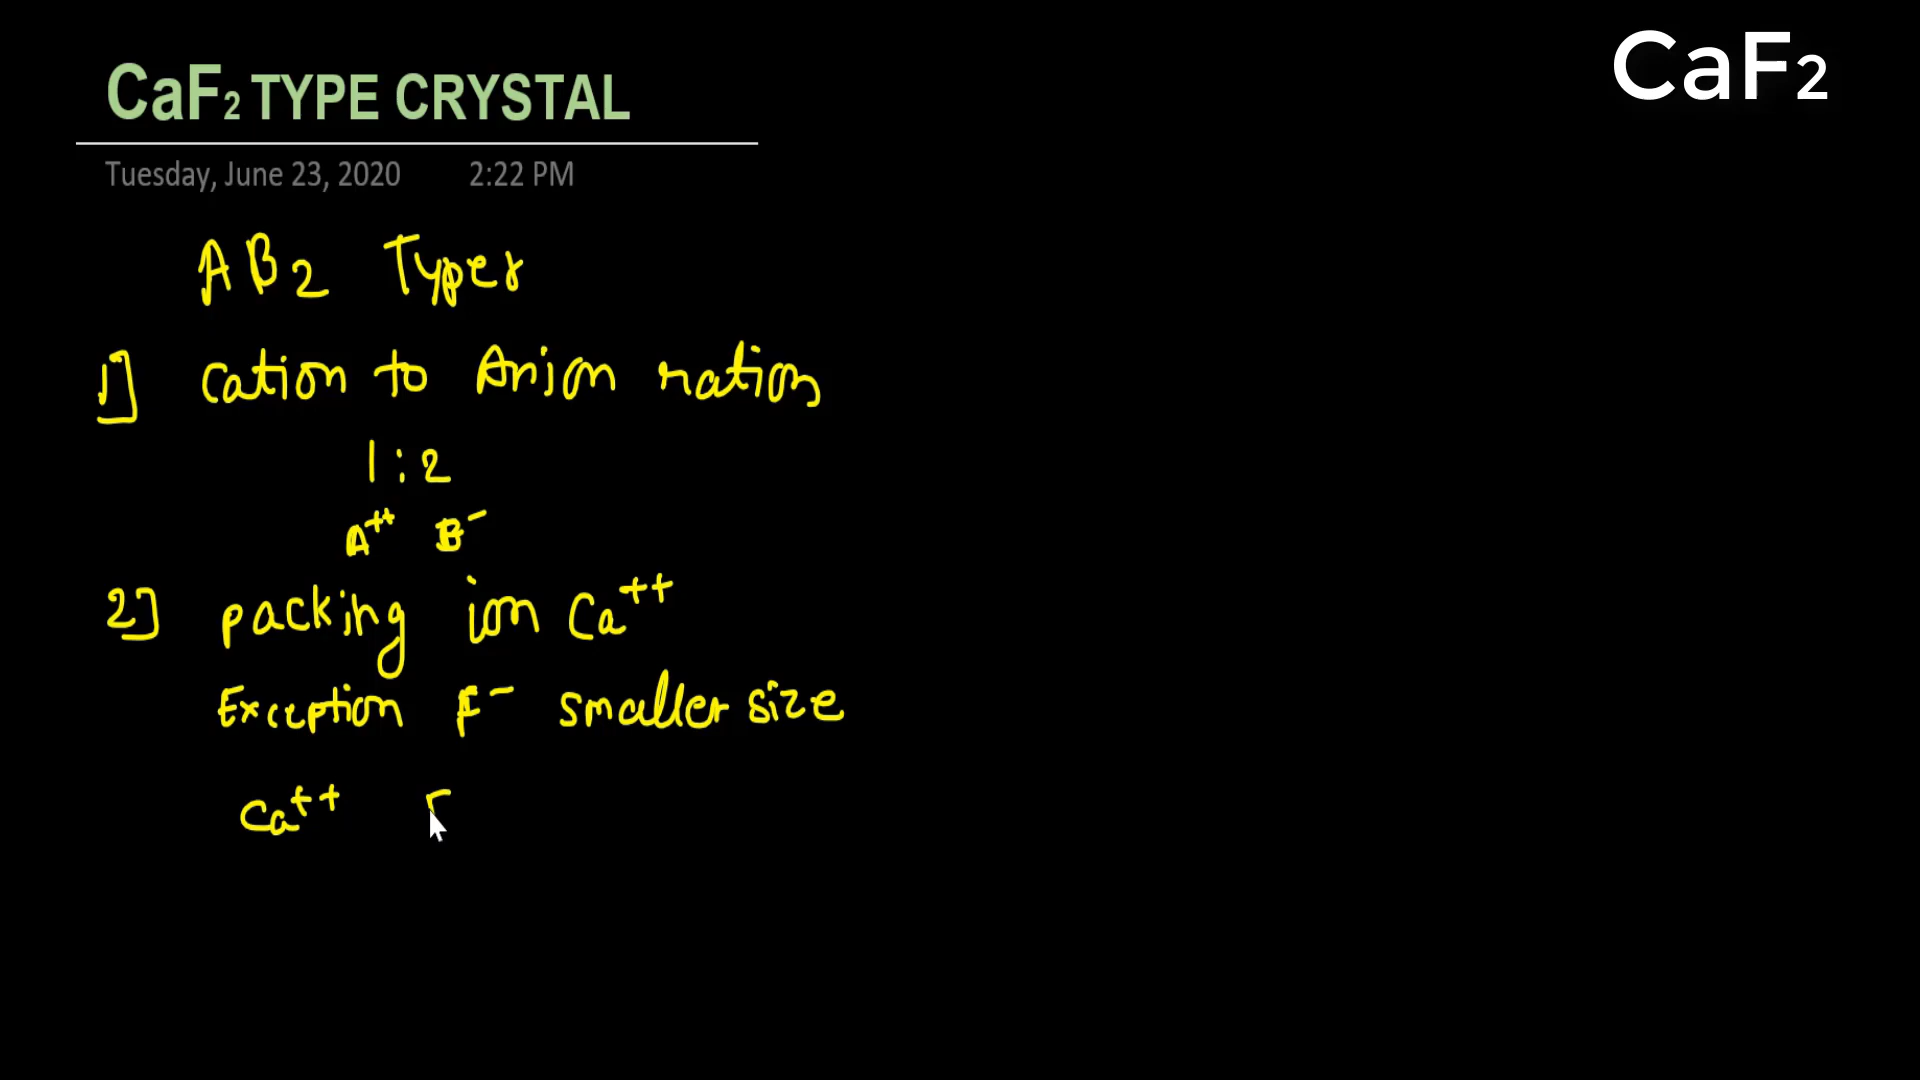 CaF2
CaF2 TYPE CRYSTAL
Tuesday, June 23, 2020 2:22 PM
AB2 Types
1] cation to Anion ration
1 : 2
A++ B-
2] packing ion Ca++
Exception F- smaller size
Ca++